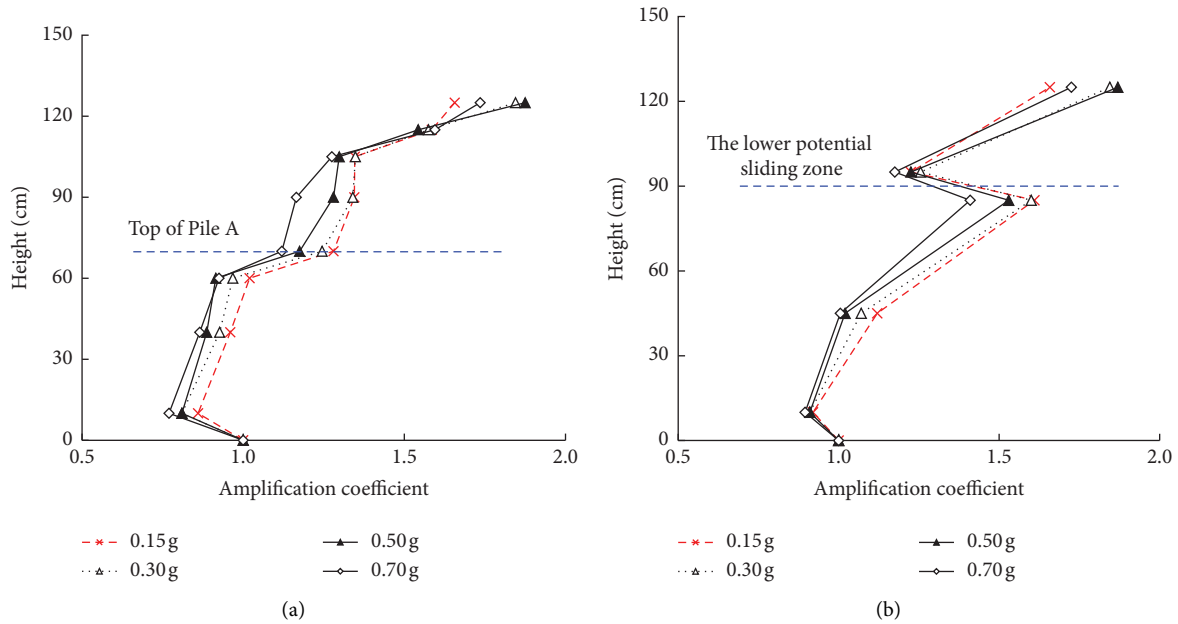 150
120
90
60
30
0
Height (cm)
Top of Pile A
0.5
1.0
1.5
2.0
Amplification coefficient
0.15 g
0.30 g
0.50 g
0.70 g
(a)
150
120
90
60
30
0
Height (cm)
The lower potential
sliding zone
0.5
1.0
1.5
2.0
Amplification coefficient
0.15 g
0.30 g
0.50 g
0.70 g
(b)